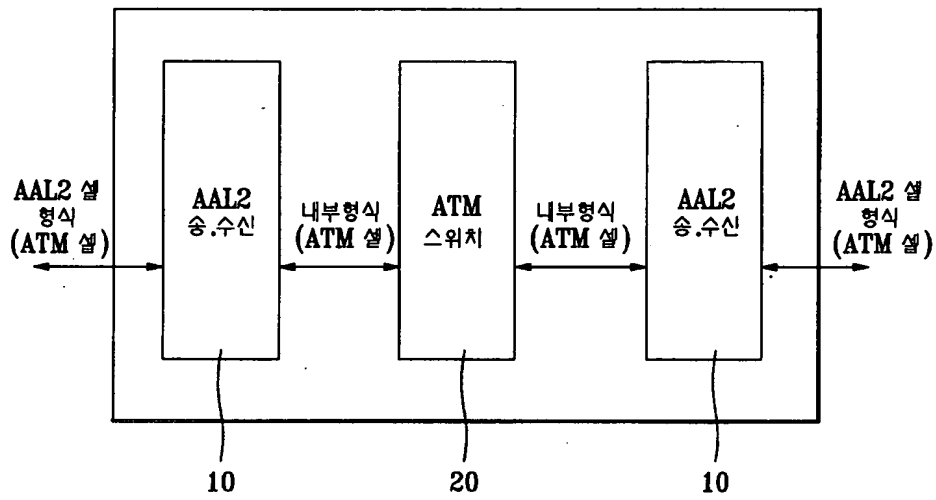 AAL2 셀
형식
(ATM 셀)
AAL2
송.수신
내부형식
(ATM 셀)
ATM
스위치
내부형식
(ATM 셀)
AAL2
송.수신
AAL2 셀
형식
(ATM 셀)
10
20
10